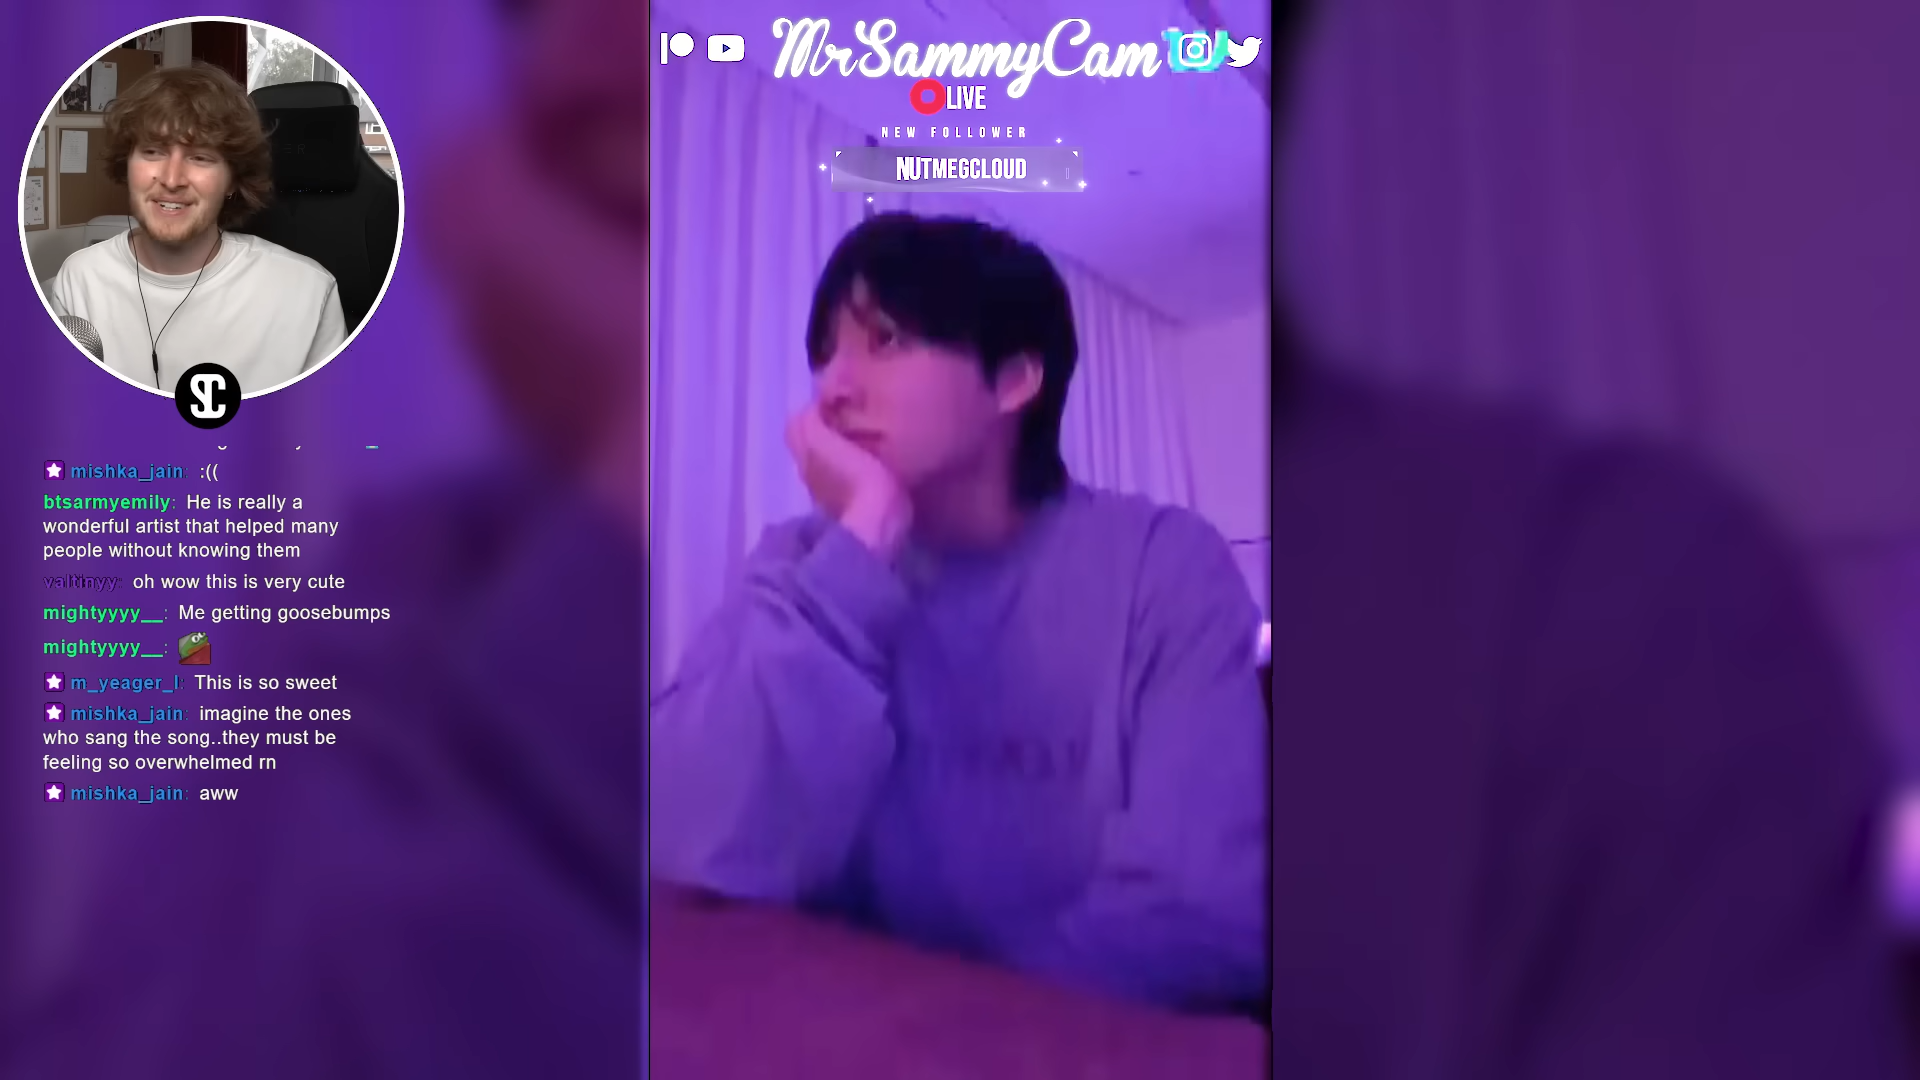 MrSammyCam
LIVE
NEW FOLLOWER
NUTMEGCLOUD
SC
mishka_jain: :((
btsarmyemily: He is really a
wonderful artist that helped many
people without knowing them
valtinyy: oh wow this is very cute
mightyyyy__: Me getting goosebumps
mightyyyy__:
m_yeager_l: This is so sweet
mishka_jain: imagine the ones
who sang the song..they must be
feeling so overwhelmed rn
mishka_jain: aww